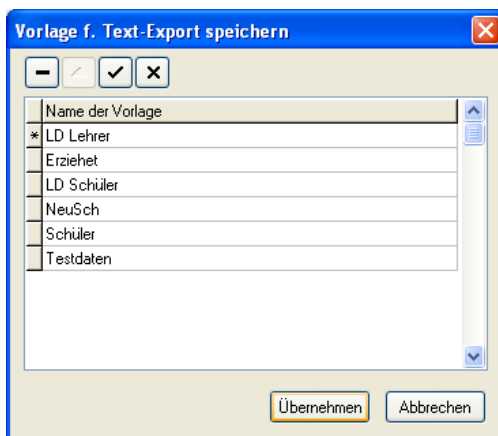 Vorlage f. Text-Export speichern
Name der Vorlage
* LD Lehrer
Erziehet
LD Schüler
NeuSch
Schüler
Testdaten
Übernehmen Abbrechen